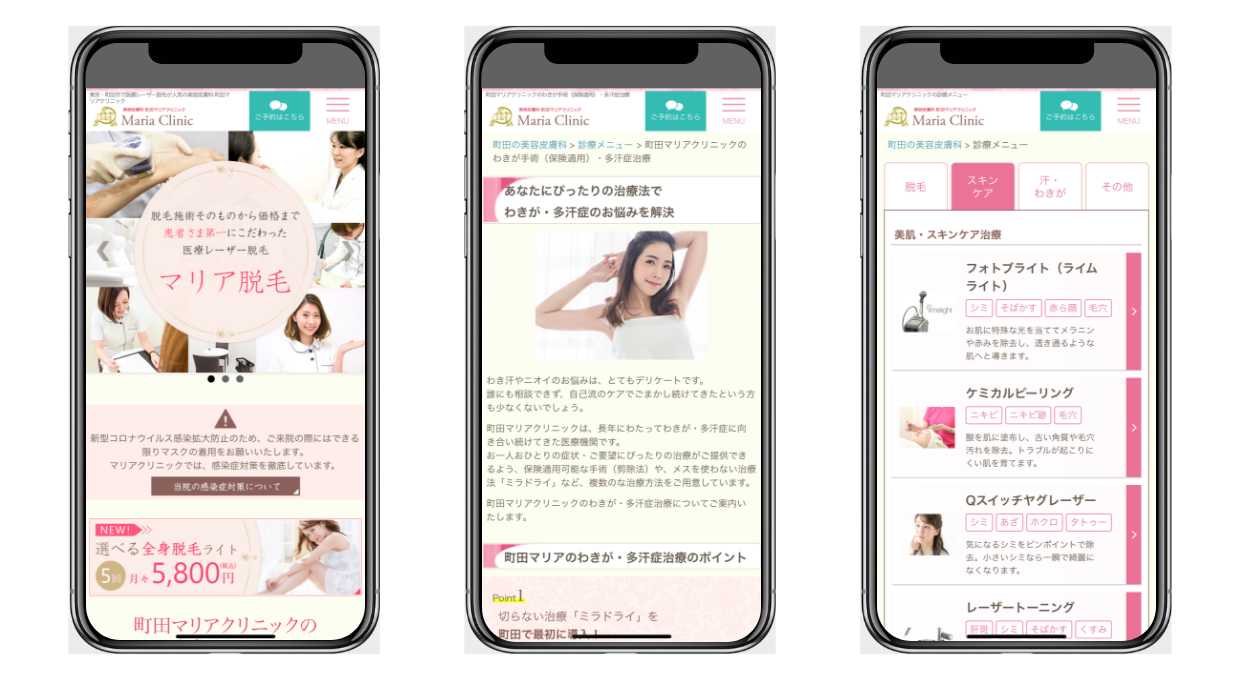 東京・町田市で医療レーザー脱毛が人気の美容皮膚科 町田マ
リアクリニック
美容皮膚科 町田マリアクリニック
Maria Clinic
ご予約はこちら
MENU
脱毛施術そのものから価格まで
患者さま第一にこだわった
医療レーザー脱毛
マリア脱毛
新型コロナウイルス感染拡大防止のため、ご来院の際にはできる
限りマスクの着用をお願いいたします。
マリアクリニックでは、感染症対策を徹底しています。
当院の感染症対策について
NEW!
選べる全身脱毛ライト
5回 月々5,800円(税込)
町田マリアクリニックの
町田マリアクリニックのわきが手術（保険適用）・多汗症治療
美容皮膚科 町田マリアクリニック
Maria Clinic
ご予約はこちら
MENU
町田の美容皮膚科 > 診療メニュー > 町田マリアクリニックの
わきが手術（保険適用）・多汗症治療
あなたにぴったりの治療法で
わきが・多汗症のお悩みを解決
わき汗やニオイのお悩みは、とてもデリケートです。
誰にも相談できず、自己流のケアでごまかし続けてきたという方
も少なくないでしょう。
町田マリアクリニックは、長年にわたってわきが・多汗症に向
き合い続けてきた医療機関です。
お一人おひとりの症状・ご要望にぴったりの治療がご提供でき
るよう、保険適用可能な手術（剪除法）や、メスを使わない治療
法「ミラドライ」など、複数のな治療方法をご用意しています。
町田マリアクリニックのわきが・多汗症治療についてご案内い
たします。
町田マリアのわきが・多汗症治療のポイント
Point1
切らない治療「ミラドライ」を
町田で最初に導入！
町田マリアクリニックの診療メニュー
美容皮膚科 町田マリアクリニック
Maria Clinic
ご予約はこちら
MENU
町田の美容皮膚科 > 診療メニュー
脱毛
スキン
ケア
汗・
わきが
その他
美肌・スキンケア治療
フォトブライト（ライム
ライト）
シミ そばかす 赤ら顔 毛穴
limelight
お肌に特殊な光を当ててメラニン
や赤みを除去し、透き通るような
肌へと導きます。
ケミカルピーリング
ニキビ ニキビ跡 毛穴
酸を肌に塗布し、古い角質や毛穴
汚れを除去。トラブルが起こりに
くい肌を育てます。
Qスイッチヤグレーザー
シミ あざ ホクロ タトゥー
気になるシミをピンポイントで除
去。小さいシミなら一瞬で綺麗に
なくなります。
レーザートーニング
肝斑 シミ そばかす くすみ